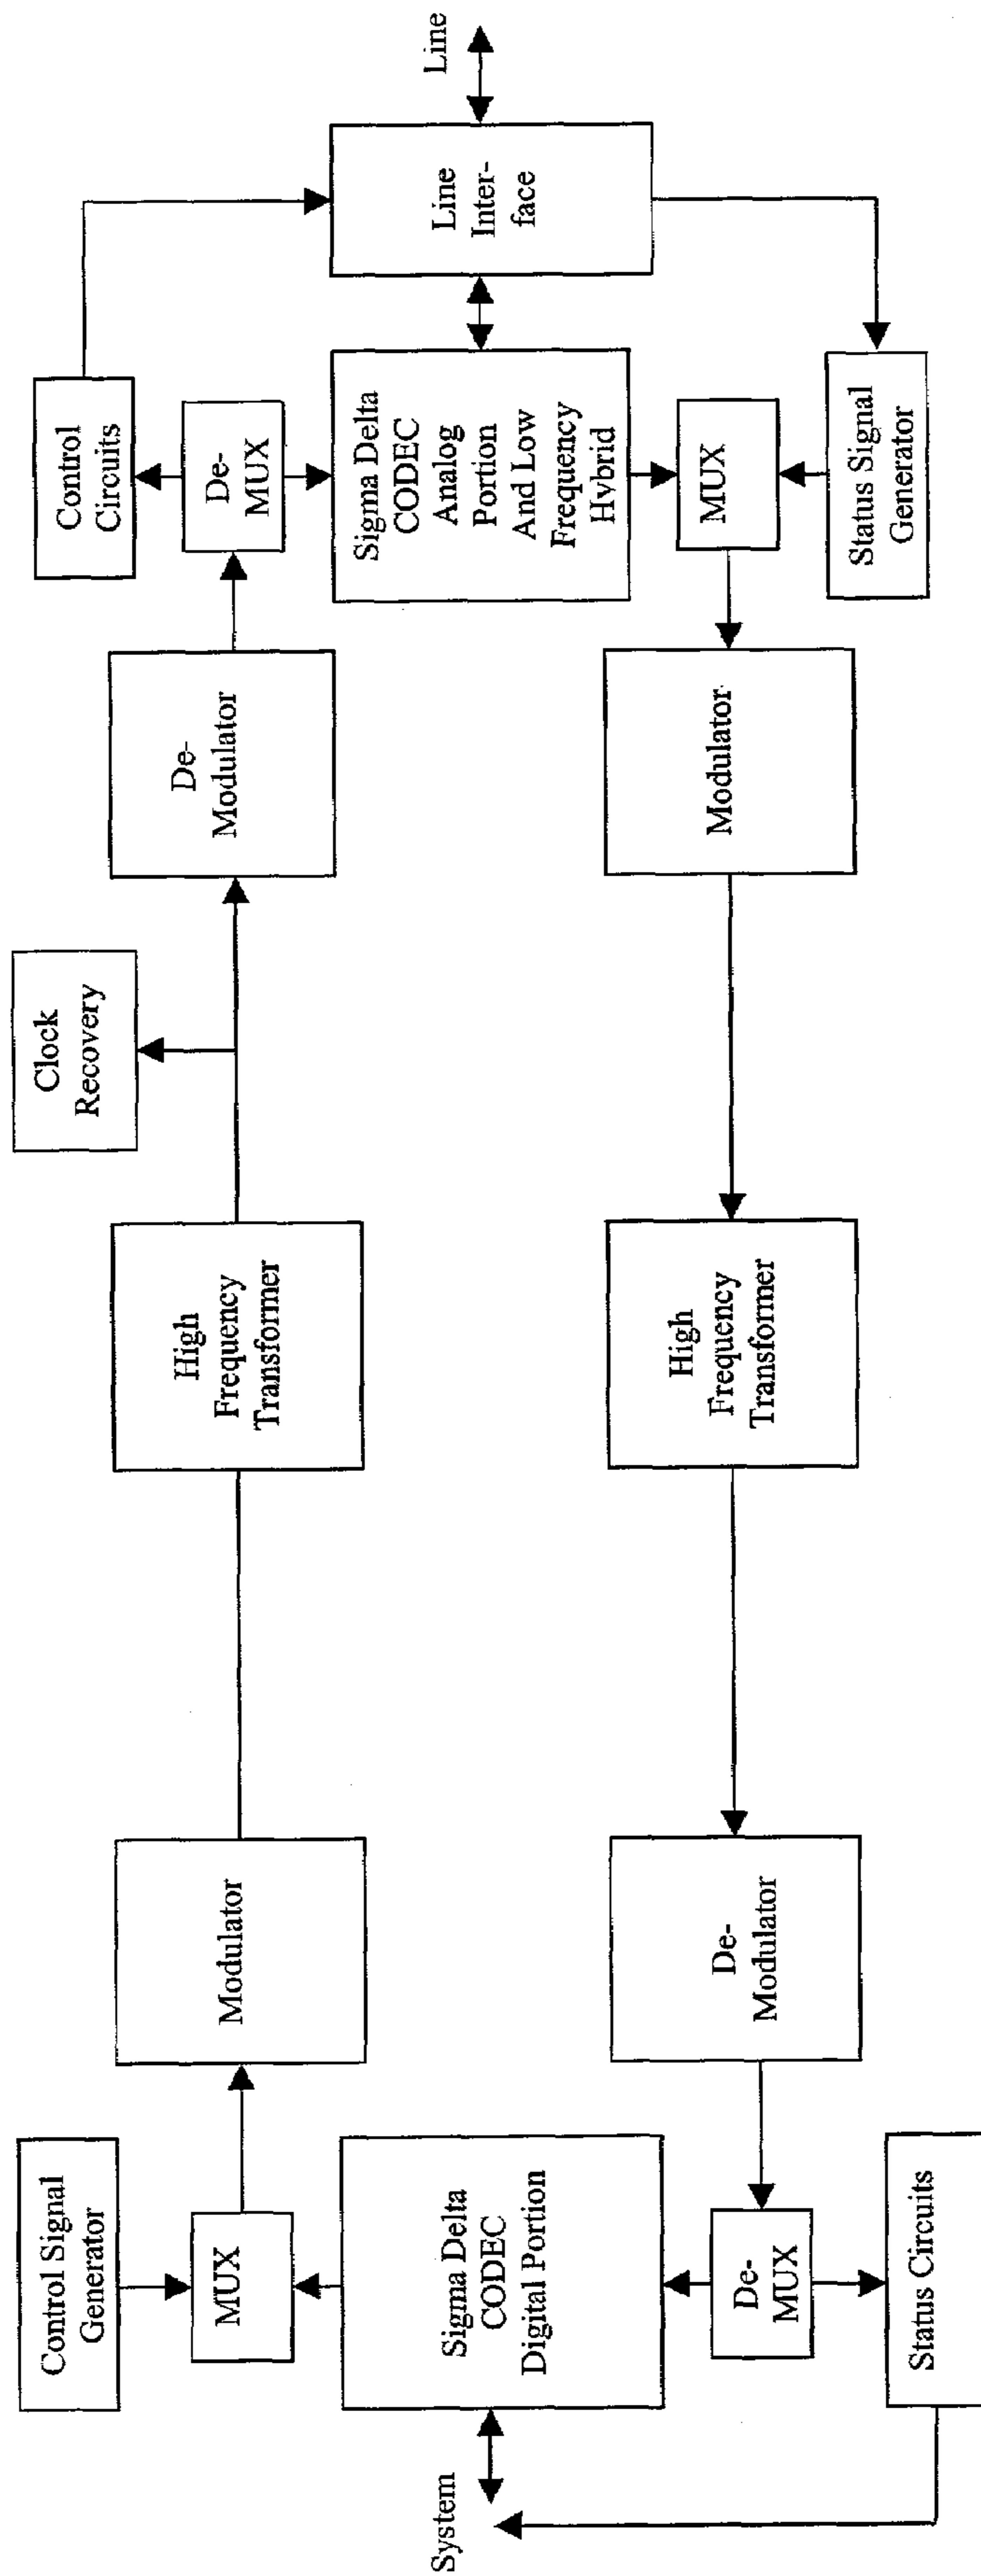 Control Signal
Generator
MUX
Modulator
High
Frequency
Transformer
Clock
Recovery
De-
Modulator
De-
MUX
Control
Circuits
System
Sigma Delta
CODEC
Digital Portion
Sigma Delta
CODEC
Analog
Portion
And Low
Frequency
Hybrid
Line
Inter-
face
Line
Status Circuits
De-
MUX
De-
Modulator
High
Frequency
Transformer
Modulator
MUX
Status Signal
Generator